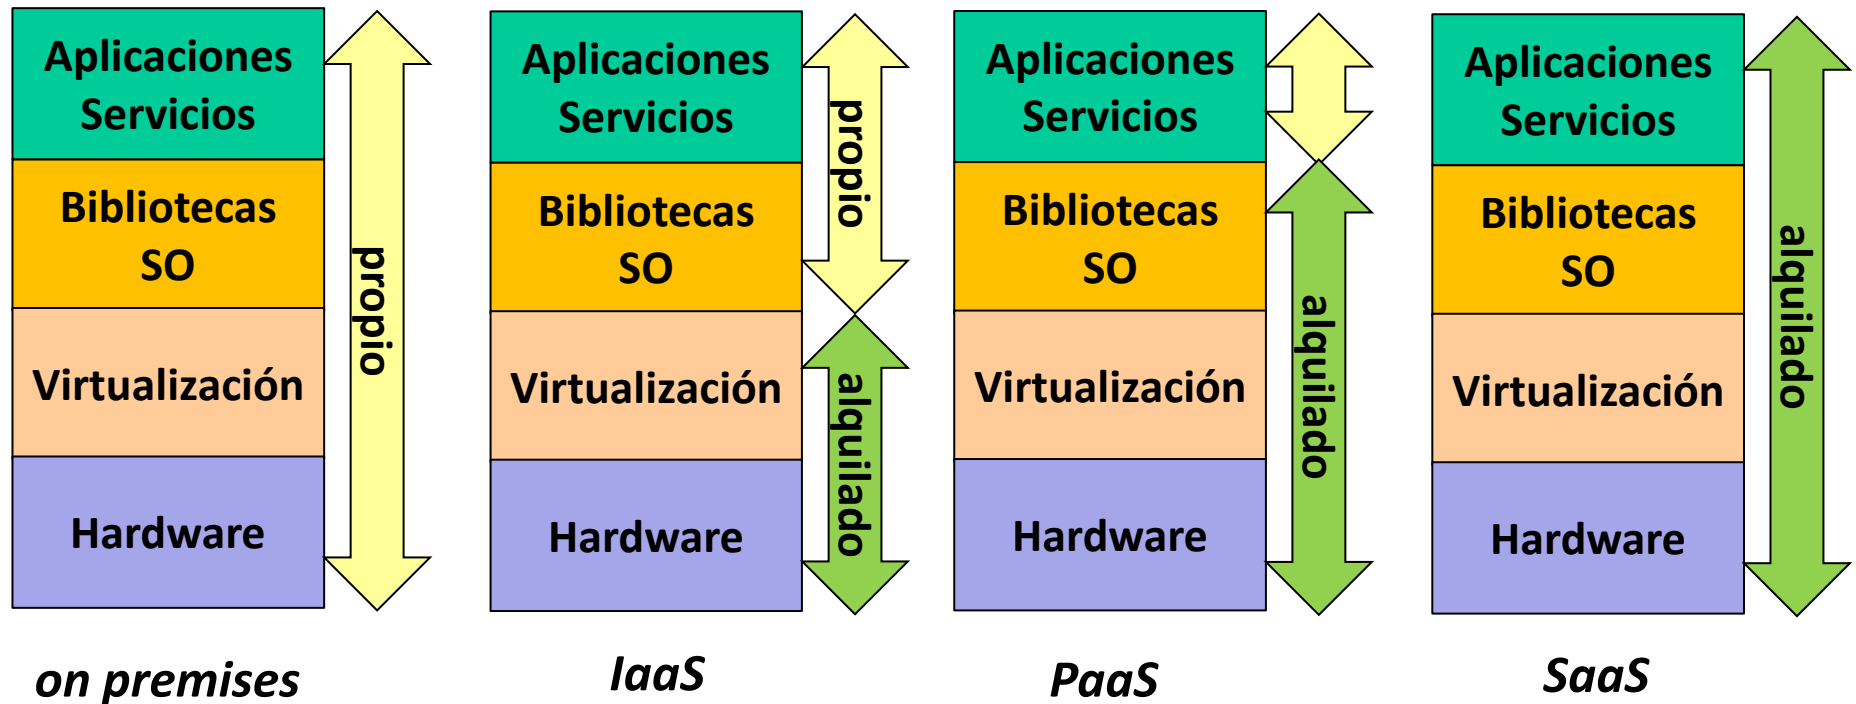 Aplicaciones
Servicios
Bibliotecas
SO
Virtualización
Hardware
propio
on premises
Aplicaciones
Servicios
Bibliotecas
SO
Virtualización
Hardware
propio
alquilado
IaaS
Aplicaciones
Servicios
Bibliotecas
SO
Virtualización
Hardware
alquilado
PaaS
Aplicaciones
Servicios
Bibliotecas
SO
Virtualización
Hardware
alquilado
SaaS